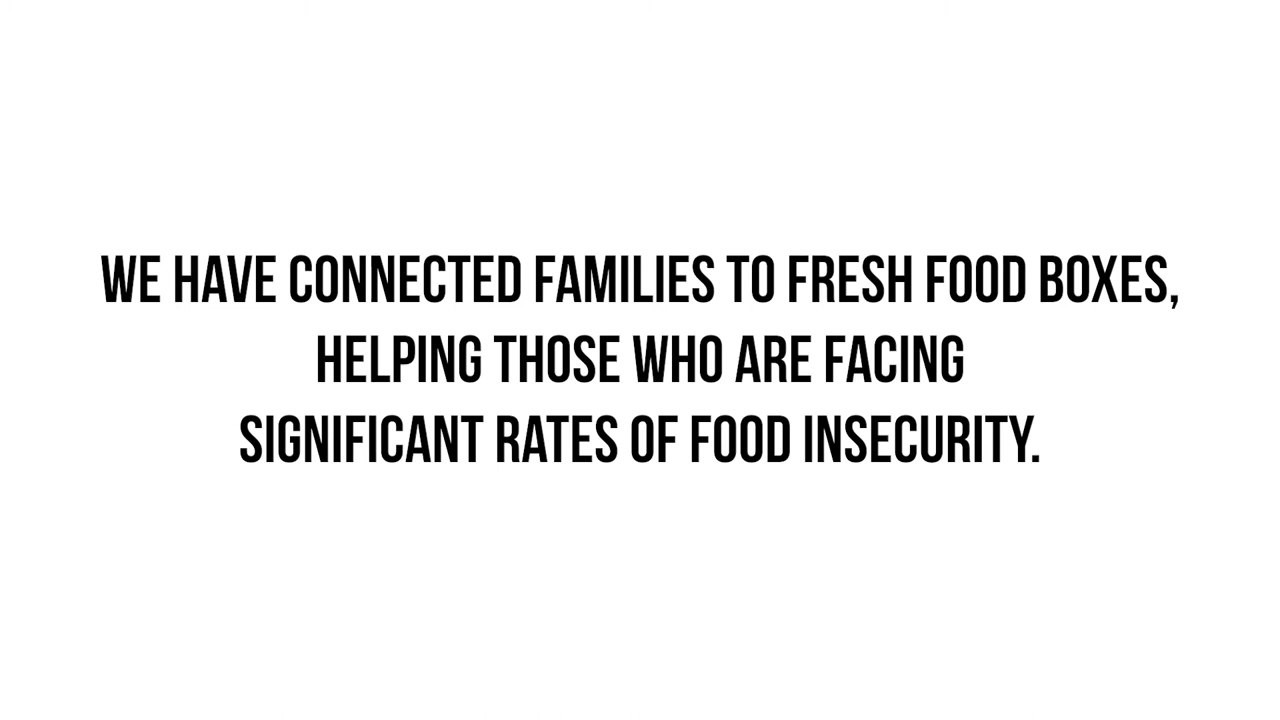 WE HAVE CONNECTED FAMILIES TO FRESH FOOD BOXES,
HELPING THOSE WHO ARE FACING
SIGNIFICANT RATES OF FOOD INSECURITY.